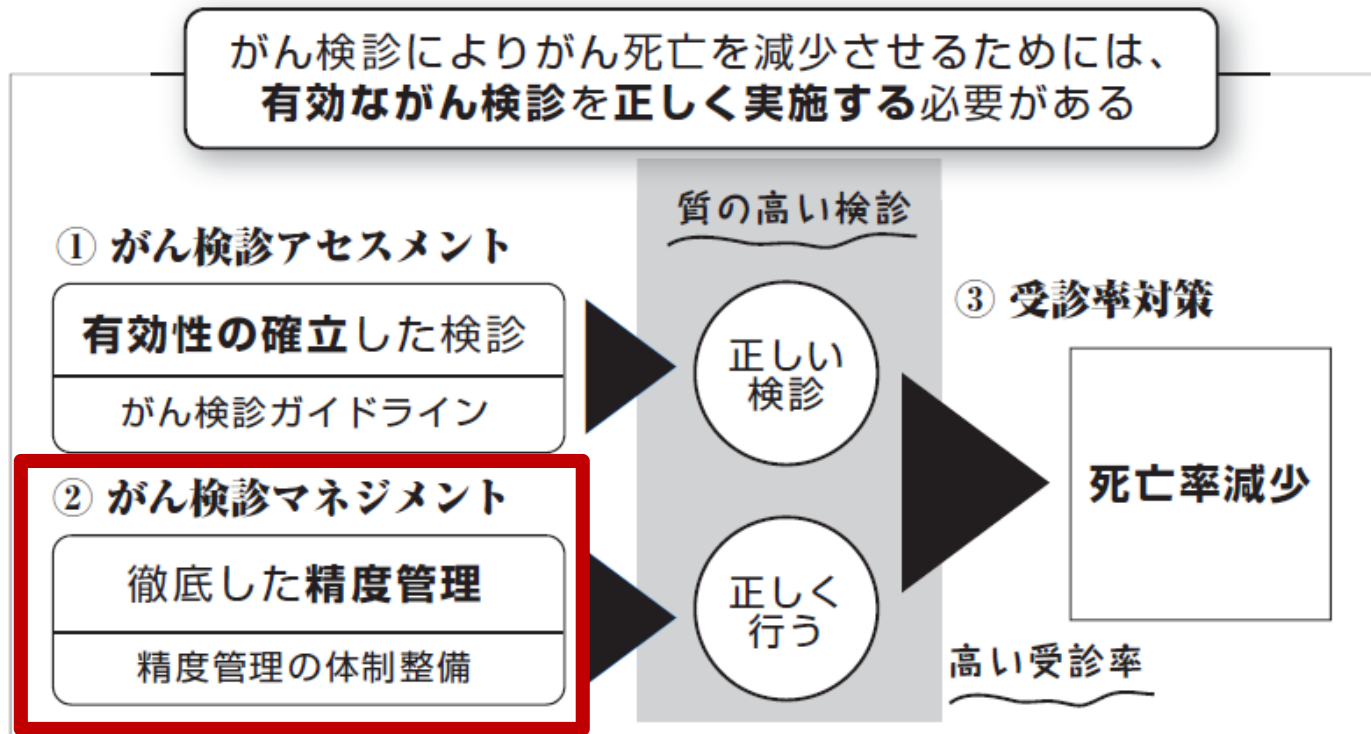 がん検診によりがん死亡を減少させるためには、
有効ながん検診を正しく実施する必要がある
質の高い検診
① がん検診アセスメント
有効性の確立した検診
がん検診ガイドライン
正しい
検診
③ 受診率対策
死亡率減少
② がん検診マネジメント
徹底した精度管理
精度管理の体制整備
正しく
行う
高い受診率